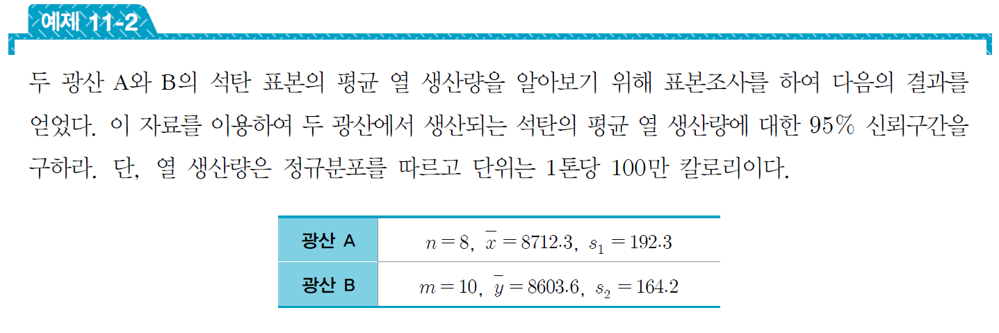 예제 11-2
두 광산 A와 B의 석탄 표본의 평균 열 생산량을 알아보기 위해 표본조사를 하여 다음의 결과를
얻었다. 이 자료를 이용하여 두 광산에서 생산되는 석탄의 평균 열 생산량에 대한 95% 신뢰구간을
구하라. 단, 열 생산량은 정규분포를 따르고 단위는 1톤당 100만 칼로리이다.
광산 A n=8, x̅=8712.3, s₁=192.3
광산 B m=10, y̅=8603.6, s₂=164.2